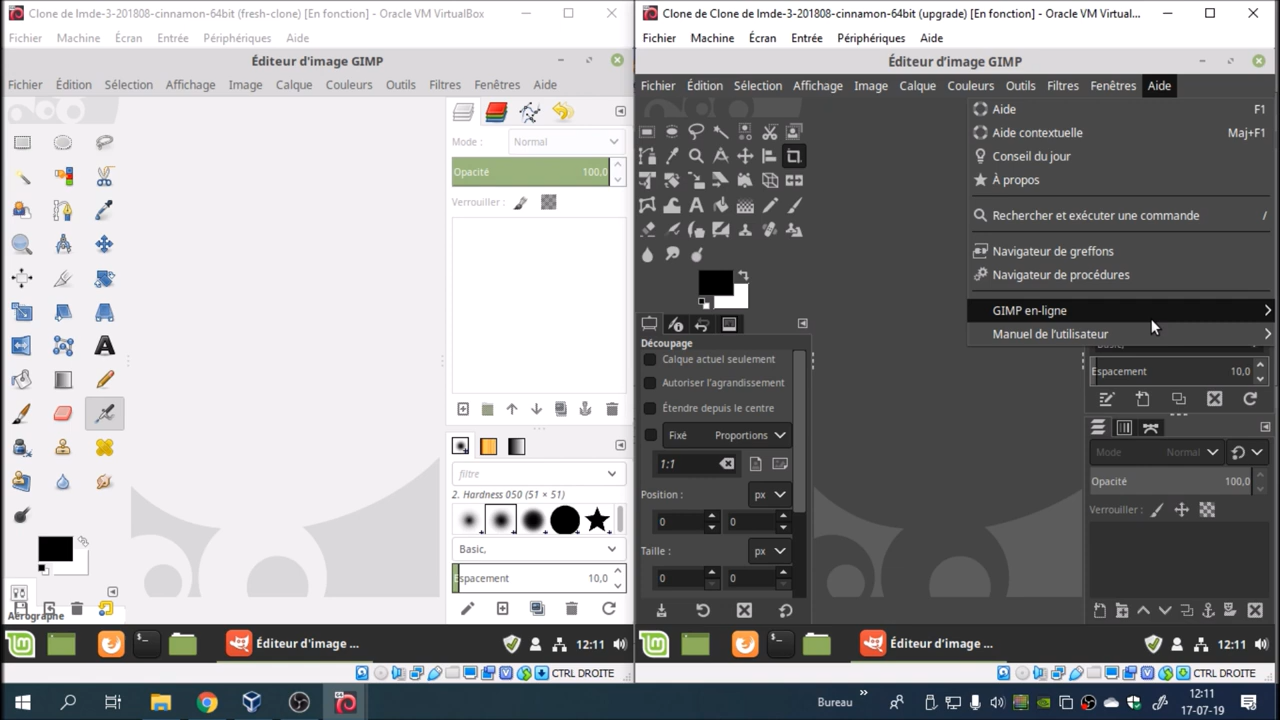 Clone de Clone de lmde-3-201808-cinnamon-64bit (fresh-clone) [En fonction] - Oracle VM VirtualBox
Fichier Machine Écran Entrée Périphériques Aide
Éditeur d'image GIMP
Fichier Édition Sélection Affichage Image Calque Couleurs Outils Filtres Fenêtres Aide
Mode : Normal
Opacité 100,0
Verrouiller :
filtre
2. Hardness 050 (51 × 51)
Basic,
Espacement 10,0
Aérographe
Éditeur d'image ...
12:11
CTRL DROITE
Clone de Clone de lmde-3-201808-cinnamon-64bit (upgrade) [En fonction] - Oracle VM Virtual...
Fichier Machine Écran Entrée Périphériques Aide
Éditeur d'image GIMP
Fichier Édition Sélection Affichage Image Calque Couleurs Outils Filtres Fenêtres Aide
Aide F1
Aide contextuelle Maj+F1
Conseil du jour
À propos
Rechercher et exécuter une commande /
Navigateur de greffons
Navigateur de procédures
GIMP en-ligne
Manuel de l'utilisateur
Découpage
Calque actuel seulement
Autoriser l'agrandissement
Étendre depuis le centre
Fixé Proportions
1:1
Position : px
0 0
Taille : px
0 0
Espacement 10,0
Mode Normal
Opacité 100,0
Verrouiller :
Éditeur d'image ...
12:11
CTRL DROITE
Bureau »
12:11
17-07-19